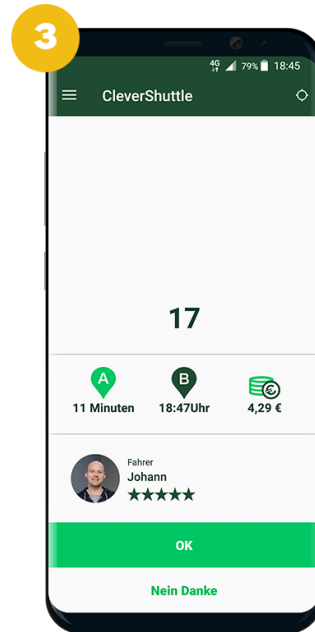 3
4G 79% 18:45
CleverShuttle
17
A B €
11 Minuten 18:47Uhr 4,29 €
Fahrer
Johann
OK
Nein Danke